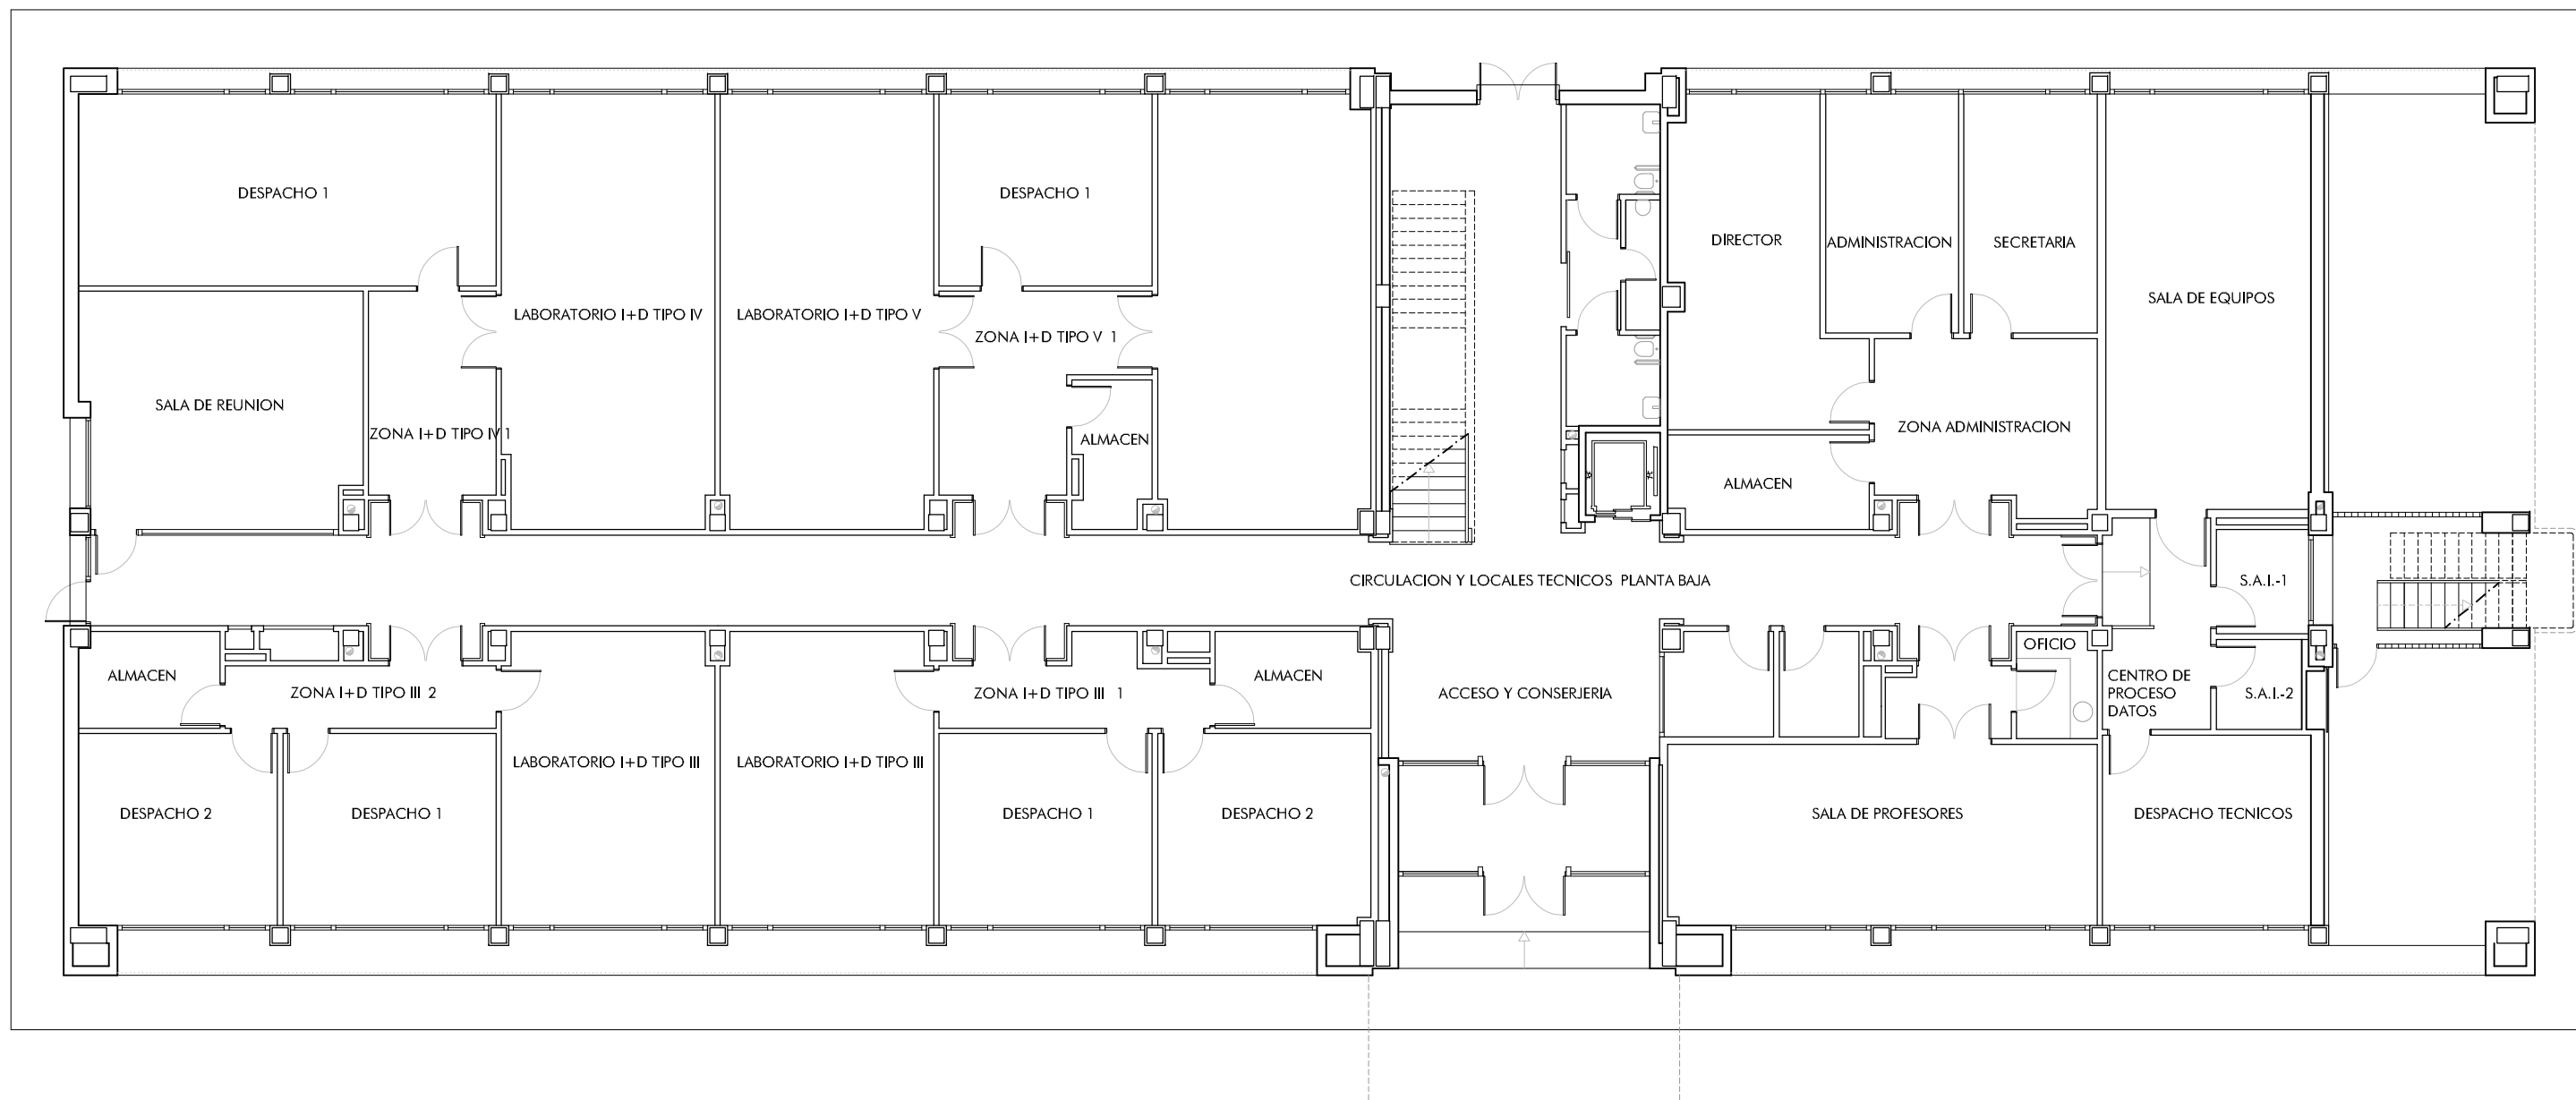 DESPACHO 1
DESPACHO 1
DIRECTOR
ADMINISTRACION
SECRETARIA
SALA DE EQUIPOS
LABORATORIO I+D TIPO IV
LABORATORIO I+D TIPO V
ZONA I+D TIPO V 1
SALA DE REUNION
ZONA I+D TIPO IV 1
ALMACEN
ZONA ADMINISTRACION
ALMACEN
CIRCULACION Y LOCALES TECNICOS PLANTA BAJA
S.A.I.-1
OFICIO
ALMACEN
ZONA I+D TIPO III 2
ZONA I+D TIPO III 1
ALMACEN
ACCESO Y CONSERJERIA
CENTRO DE
PROCESO
DATOS
S.A.I.-2
LABORATORIO I+D TIPO III
LABORATORIO I+D TIPO III
DESPACHO 2
DESPACHO 1
DESPACHO 1
DESPACHO 2
SALA DE PROFESORES
DESPACHO TECNICOS